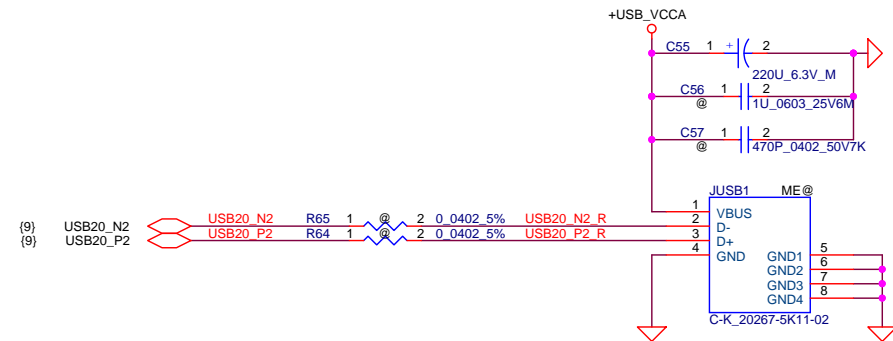 +USB_VCCA
C55 1 + 2
220U_6.3V_M
C56 1 2
@ 1U_0603_25V6M
C57 1 2
@ 470P_0402_50V7K
JUSB1 ME@
{9} USB20_N2 USB20_N2 R65 1 @ 2 0_0402_5% USB20_N2_R
{9} USB20_P2 USB20_P2 R64 1 @ 2 0_0402_5% USB20_P2_R
1 VBUS
2 D-
3 D+
4 GND
GND1 5
GND2 6
GND3 7
GND4 8
C-K_20267-5K11-02